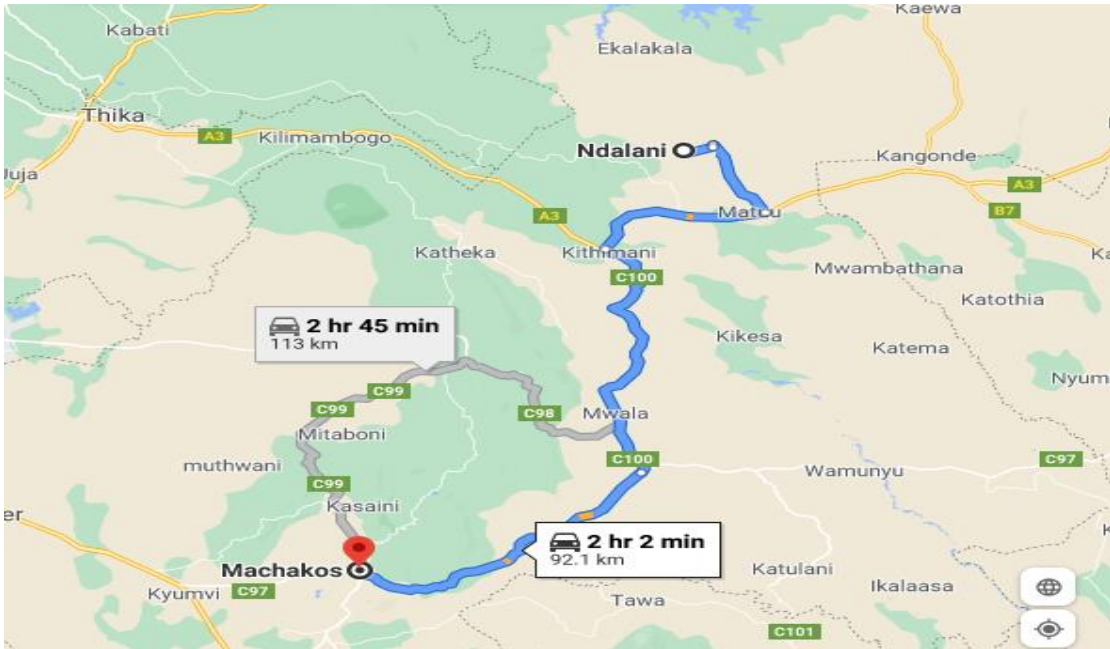 Kaewa
Kabati
Ekalakala
Thika
A3
Kilimambogo
Ndalani
Kangonde
Juja
A3
A3
Matuu
B7
Katheka
Kithimani
C100
Mwambathana
Katothia
2 hr 45 min
113 km
Kikesa
Katema
C99
C99
C98
Mwala
Mitaboni
muthwani
C100
C97
Wamunyu
C99
Kasaini
2 hr 2 min
92.1 km
Machakos
C97
Kyumvi
Katulani
Ikalaasa
Tawa
C101